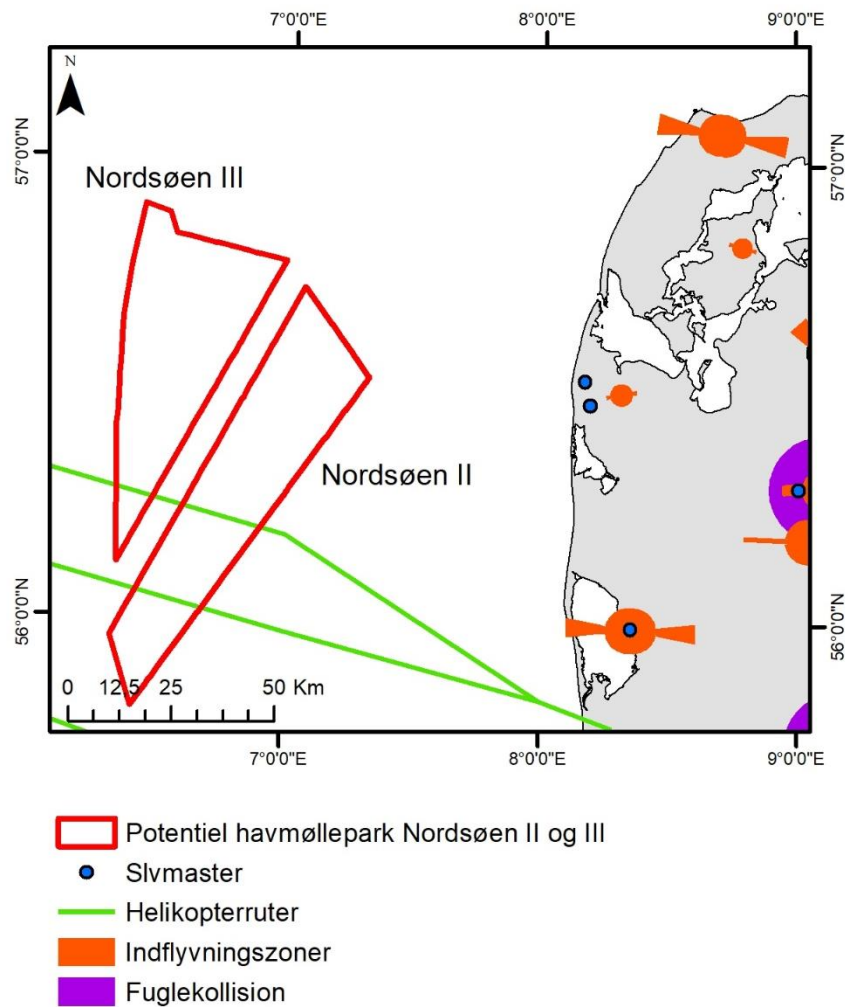 7°0'0"E 8°0'0"E 9°0'0"E
N
57°0'0"N 57°0'0"N
Nordsøen III
Nordsøen II
56°0'0"N 56°0'0"N
0 12,5 25 50 Km
7°0'0"E 8°0'0"E 9°0'0"E
Potentiel havmøllepark Nordsøen II og III
Slvmaster
Helikopterruter
Indflyvningszoner
Fuglekollision